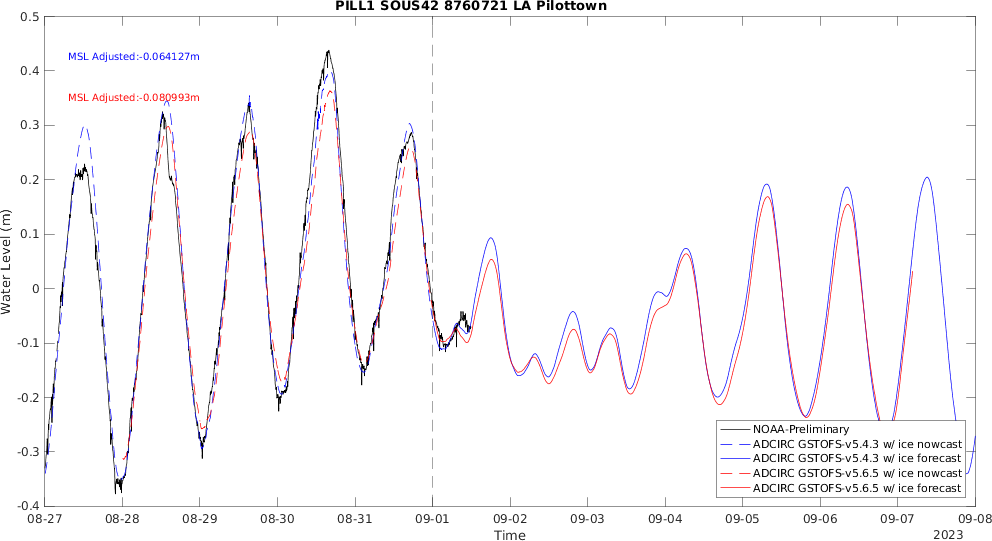 PILL1 SOUS42 8760721 LA Pilottown
MSL Adjusted:-0.064127m
MSL Adjusted:-0.080993m
Water Level (m)
0.5
0.4
0.3
0.2
0.1
0
-0.1
-0.2
-0.3
-0.4
NOAA-Preliminary
ADCIRC GSTOFS-v5.4.3 w/ ice nowcast
ADCIRC GSTOFS-v5.4.3 w/ ice forecast
ADCIRC GSTOFS-v5.6.5 w/ ice nowcast
ADCIRC GSTOFS-v5.6.5 w/ ice forecast
08-27 08-28 08-29 08-30 08-31 09-01 09-02 09-03 09-04 09-05 09-06 09-07 09-08
Time
2023